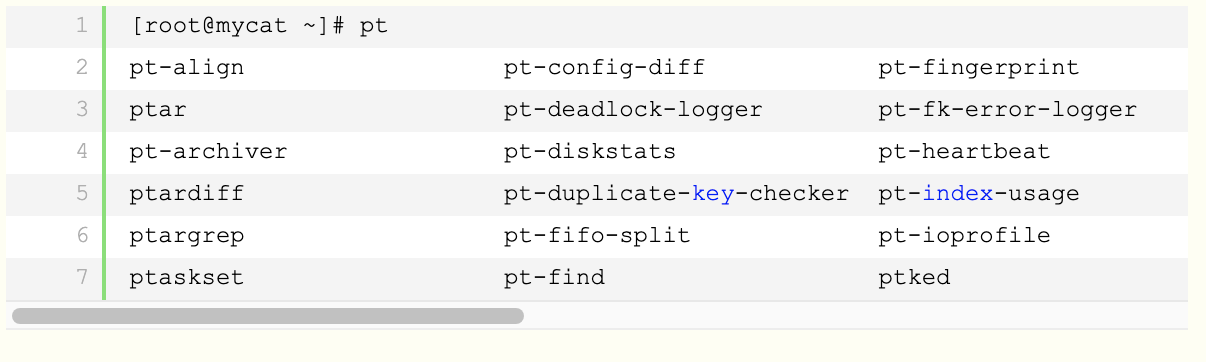 1 [root@mycat ~]# pt
2 pt-align pt-config-diff pt-fingerprint
3 ptar pt-deadlock-logger pt-fk-error-logger
4 pt-archiver pt-diskstats pt-heartbeat
5 ptardiff pt-duplicate-key-checker pt-index-usage
6 ptargrep pt-fifo-split pt-ioprofile
7 ptaskset pt-find ptked